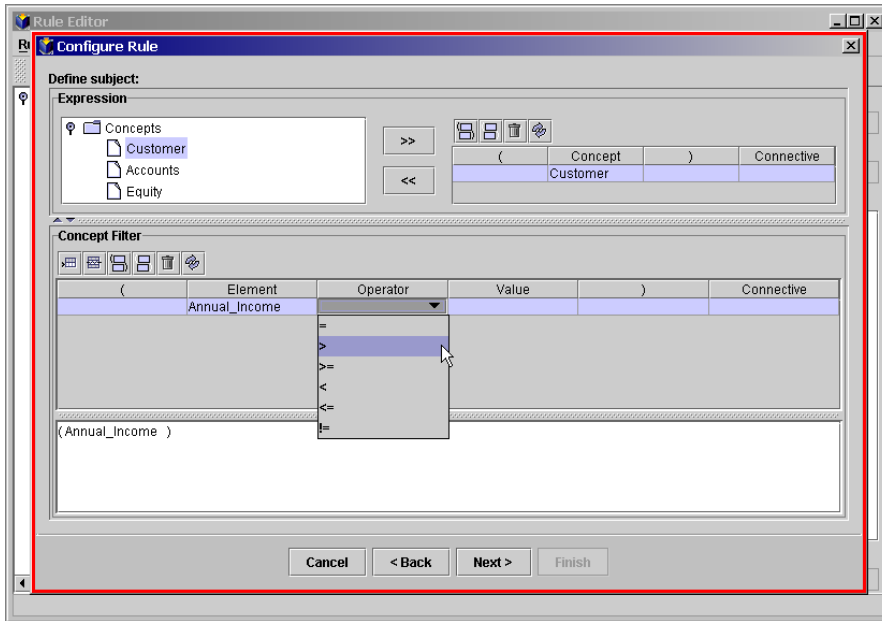 Rule Editor
Configure Rule
Define subject:
Expression
Concepts
Customer
Accounts
Equity
>>
<<
( Concept ) Connective
Customer
Concept Filter
( Element Operator Value ) Connective
Annual_Income
=
>
>=
<
<=
!=
(Annual_Income )
Cancel < Back Next > Finish